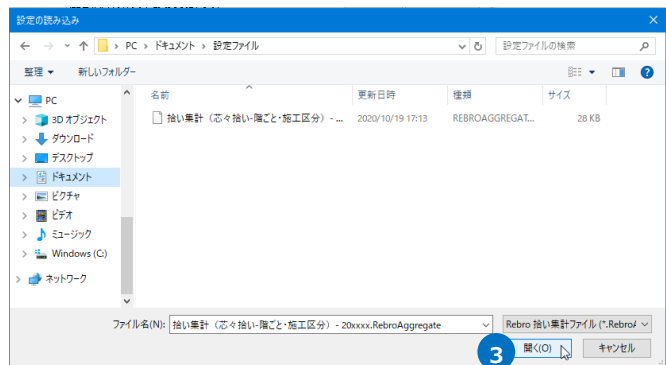 設定の読み込み
PC › ドキュメント › 設定ファイル
設定ファイルの検索
整理 新しいフォルダー
名前 更新日時 種類 サイズ
PC
3D オブジェクト
ダウンロード
デスクトップ
ドキュメント
ピクチャ
ビデオ
ミュージック
Windows (C:)
ネットワーク
拾い集計（芯々拾い-階ごと・施工区分）- ... 2020/10/19 17:13 REBROAGGREGAT... 28 KB
ファイル名(N): 拾い集計（芯々拾い-階ごと・施工区分）- 20xxxx.RebroAggregate
Rebro 拾い集計ファイル (*.Rebro
3 開く(O) キャンセル